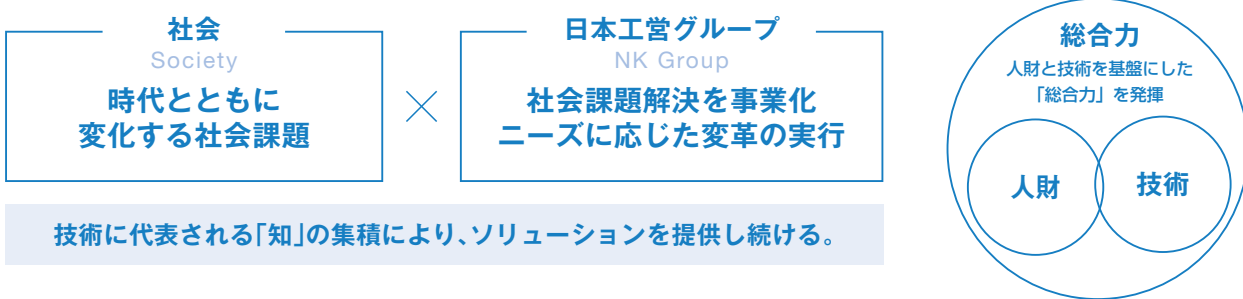 社会
Society
時代とともに
変化する社会課題
×
日本工営グループ
NK Group
社会課題解決を事業化
ニーズに応じた変革の実行
技術に代表される「知」の集積により、ソリューションを提供し続ける。
総合力
人財と技術を基盤にした
「総合力」を発揮
人財
技術